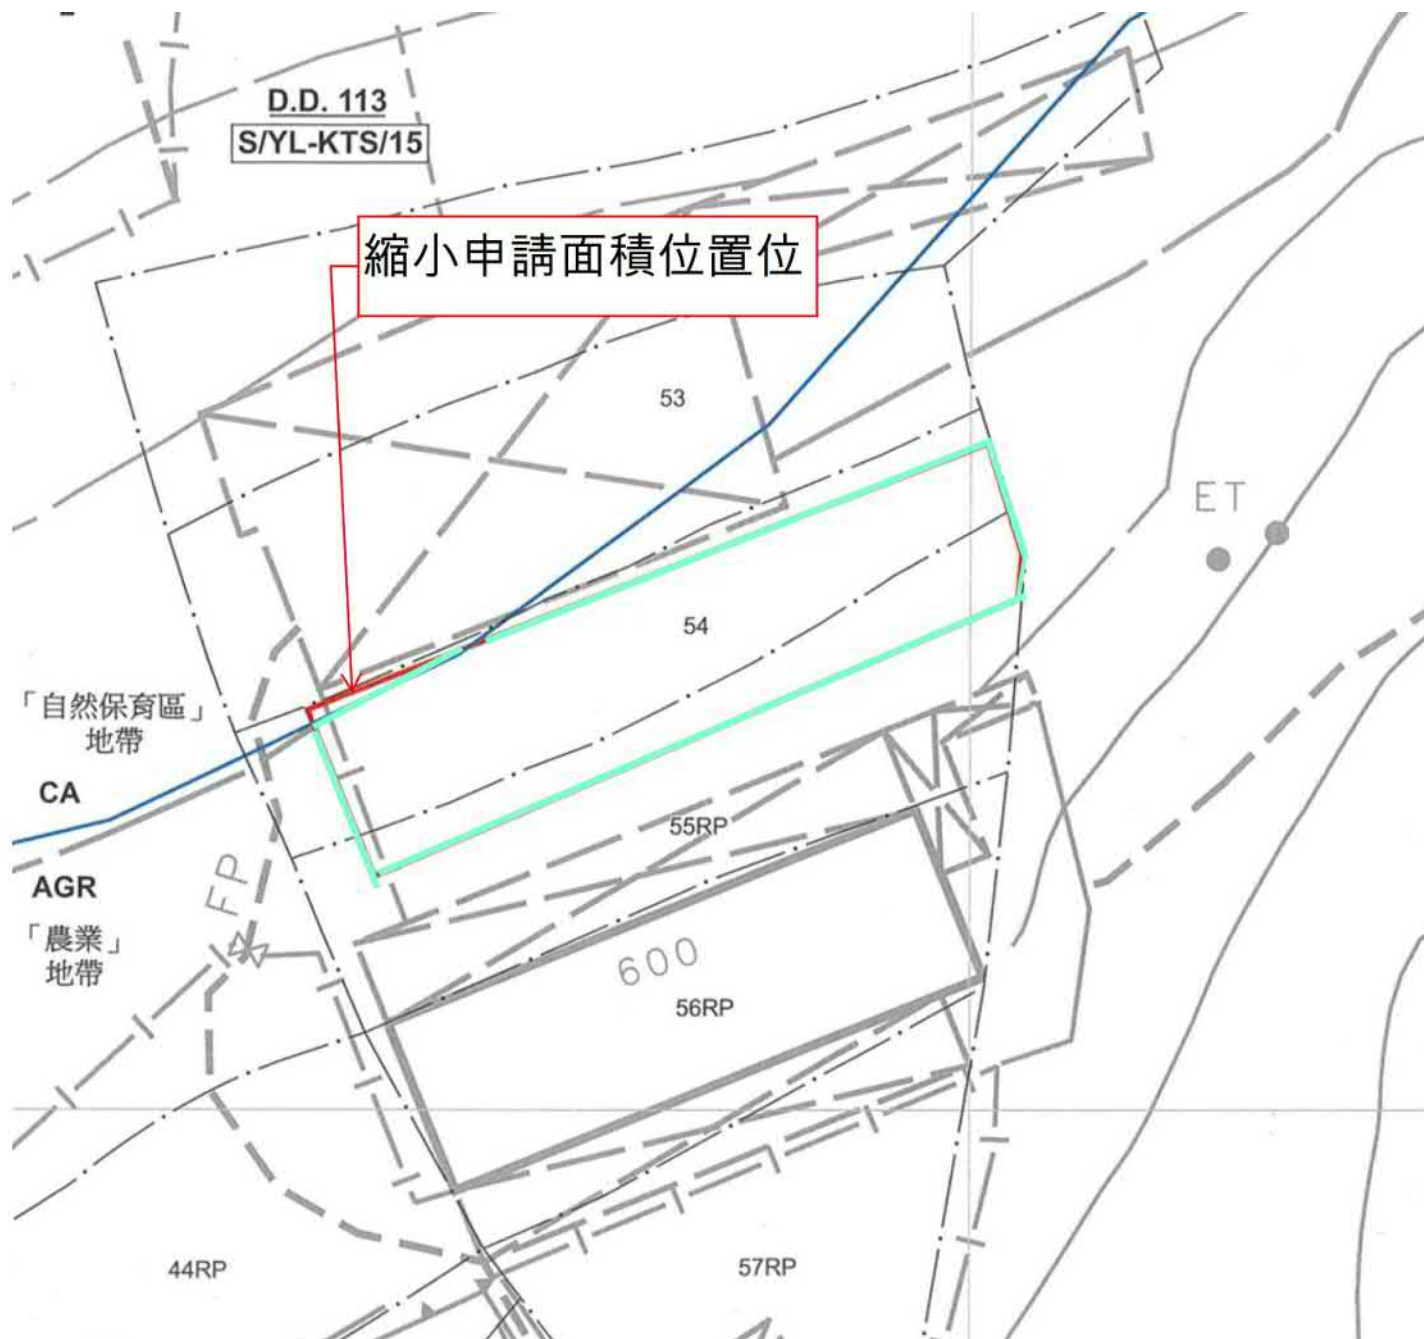 D.D. 113
S/YL-KTS/15
縮小申請面積位置位
53
ET
54
「自然保育區」
地帶
CA
55RP
AGR
FP
「農業」
地帶
600
56RP
44RP
57RP